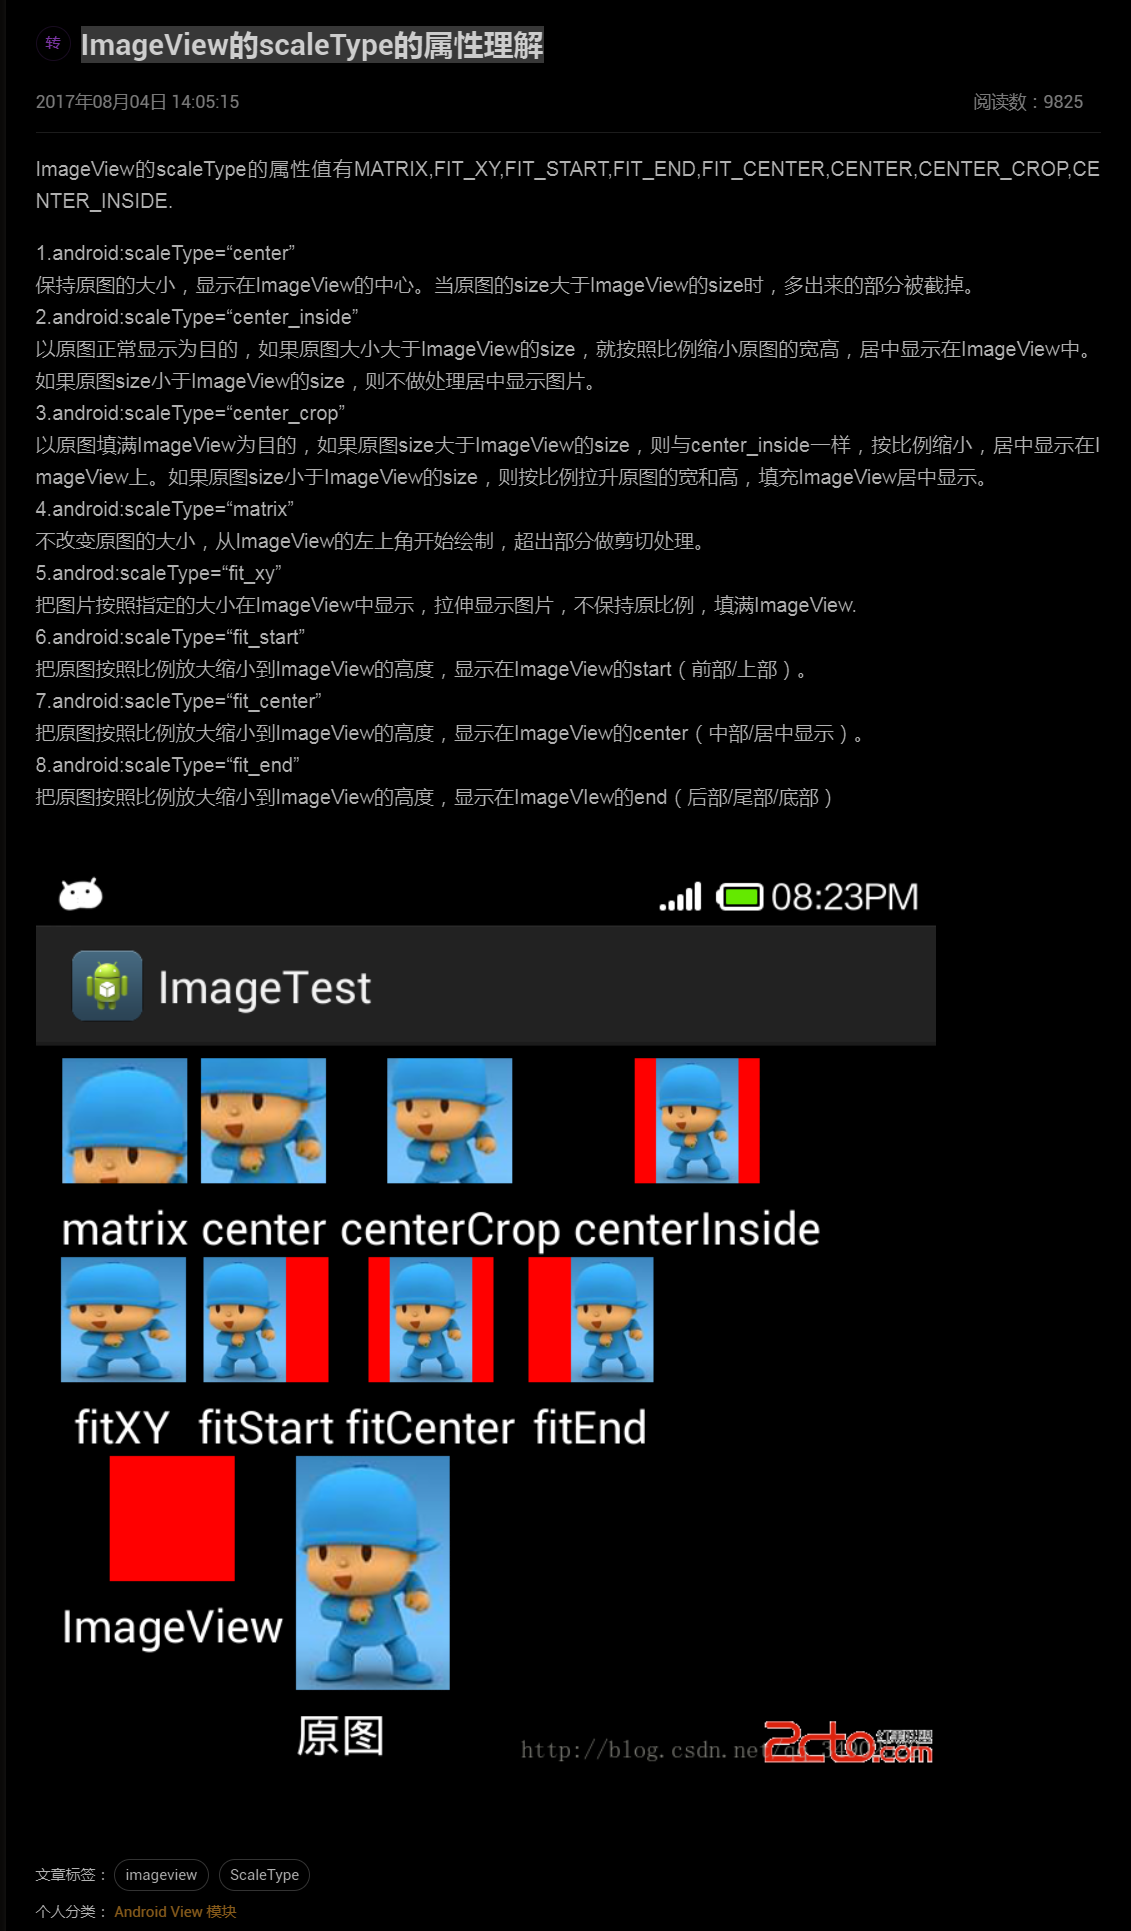 转 ImageView的scaleType的属性理解
2017年08月04日 14:05:15 阅读数：9825
ImageView的scaleType的属性值有MATRIX,FIT_XY,FIT_START,FIT_END,FIT_CENTER,CENTER,CENTER_CROP,CE
NTER_INSIDE.
1.android:scaleType=“center”
保持原图的大小，显示在ImageView的中心。当原图的size大于ImageView的size时，多出来的部分被截掉。
2.android:scaleType=“center_inside”
以原图正常显示为目的，如果原图大小大于ImageView的size，就按照比例缩小原图的宽高，居中显示在ImageView中。
如果原图size小于ImageView的size，则不做处理居中显示图片。
3.android:scaleType=“center_crop”
以原图填满ImageView为目的，如果原图size大于ImageView的size，则与center_inside一样，按比例缩小，居中显示在I
mageView上。如果原图size小于ImageView的size，则按比例拉升原图的宽和高，填充ImageView居中显示。
4.android:scaleType=“matrix”
不改变原图的大小，从ImageView的左上角开始绘制，超出部分做剪切处理。
5.androd:scaleType=“fit_xy”
把图片按照指定的大小在ImageView中显示，拉伸显示图片，不保持原比例，填满ImageView.
6.android:scaleType=“fit_start”
把原图按照比例放大缩小到ImageView的高度，显示在ImageView的start（前部/上部）。
7.android:sacleType=“fit_center”
把原图按照比例放大缩小到ImageView的高度，显示在ImageView的center（中部/居中显示）。
8.android:scaleType=“fit_end”
把原图按照比例放大缩小到ImageView的高度，显示在ImageVIew的end（后部/尾部/底部）
08:23PM
ImageTest
matrix center centerCrop centerInside
fitXY fitStart fitCenter fitEnd
ImageView
原图
http://blog.csdn.net/
2cto.com
文章标签： imageview ScaleType
个人分类： Android View 模块